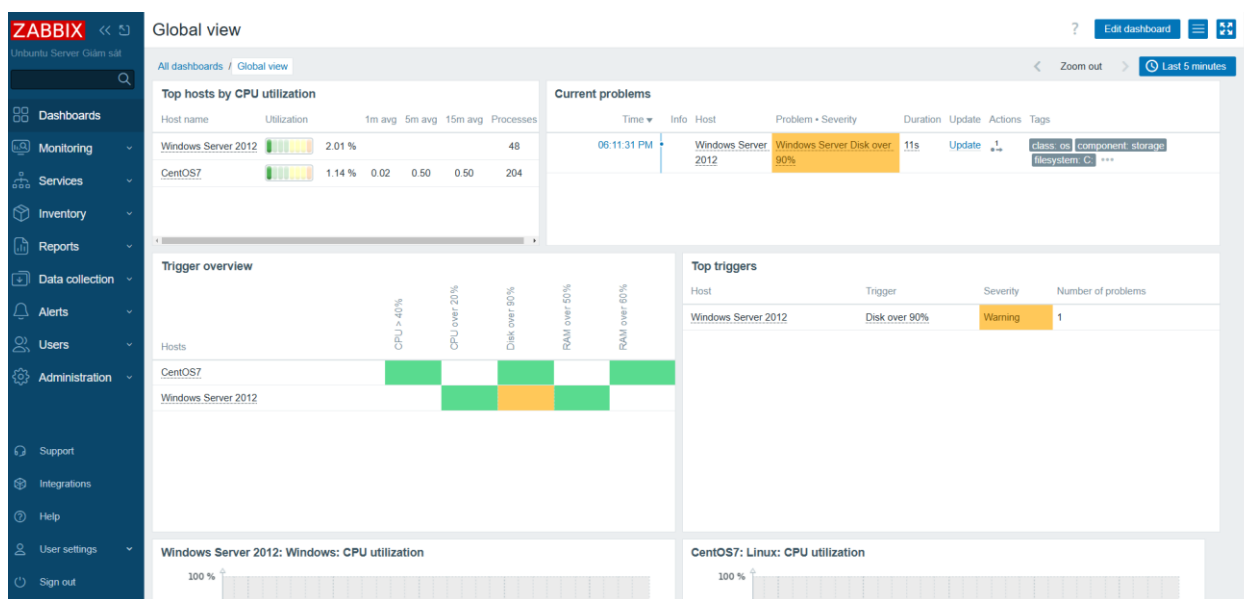 ZABBIX
Unbuntu Server Giám sát
Dashboards
Monitoring
Services
Inventory
Reports
Data collection
Alerts
Users
Administration
Support
Integrations
Help
User settings
Sign out
Global view
? Edit dashboard
All dashboards / Global view
Zoom out Last 5 minutes
Top hosts by CPU utilization
Host name Utilization 1m avg 5m avg 15m avg Processes
Windows Server 2012 2.01 % 48
CentOS7 1.14 % 0.02 0.50 0.50 204
Current problems
Time Info Host Problem • Severity Duration Update Actions Tags
06:11:31 PM Windows Server 2012 Windows Server Disk over 90% 11s Update 1 class: os component: storage
filesystem: C: •••
Trigger overview
Hosts CPU > 40% CPU over 20% Disk over 90% RAM over 50% RAM over 60%
CentOS7
Windows Server 2012
Top triggers
Host Trigger Severity Number of problems
Windows Server 2012 Disk over 90% Warning 1
Windows Server 2012: Windows: CPU utilization
100 %
CentOS7: Linux: CPU utilization
100 %